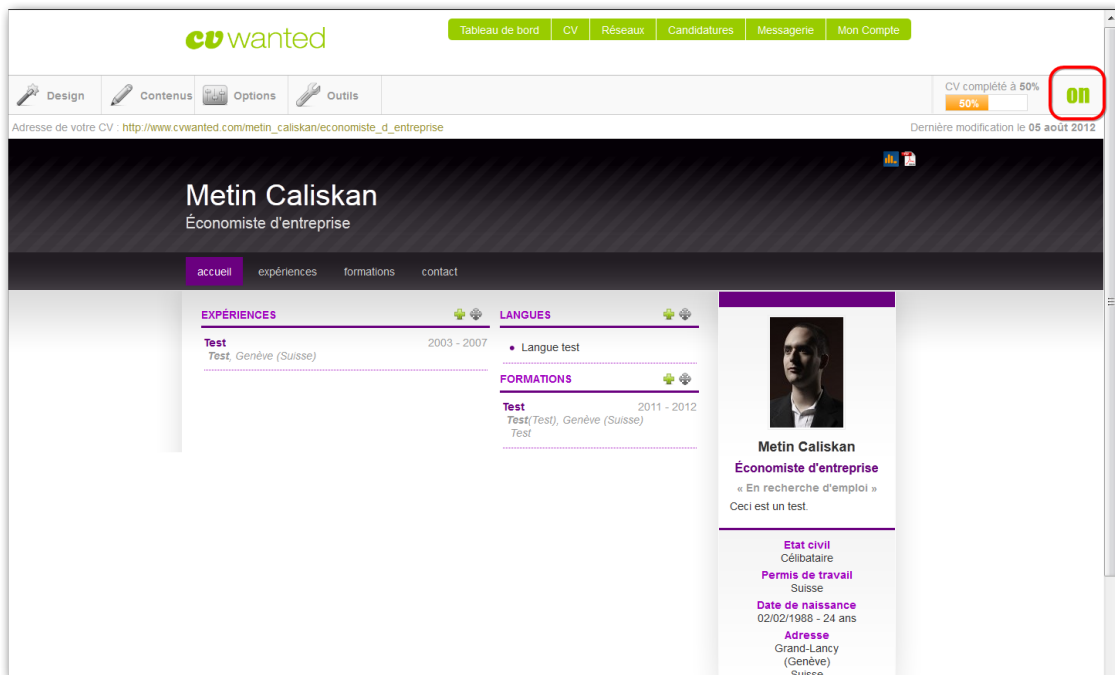 cv wanted
Tableau de bord CV Réseaux Candidatures Messagerie Mon Compte
Design Contenus Options Outils
CV complété à 50%
50%
on
Adresse de votre CV : http://www.cvwanted.com/metin_caliskan/economiste_d_entreprise
Dernière modification le 05 août 2012
Metin Caliskan
Économiste d'entreprise
accueil expériences formations contact
EXPÉRIENCES
Test 2003 - 2007
Test, Genève (Suisse)
LANGUES
Langue test
FORMATIONS
Test 2011 - 2012
Test(Test), Genève (Suisse)
Test
Metin Caliskan
Économiste d'entreprise
« En recherche d'emploi »
Ceci est un test.
Etat civil
Célibataire
Permis de travail
Suisse
Date de naissance
02/02/1988 - 24 ans
Adresse
Grand-Lancy
(Genève)
Suisse